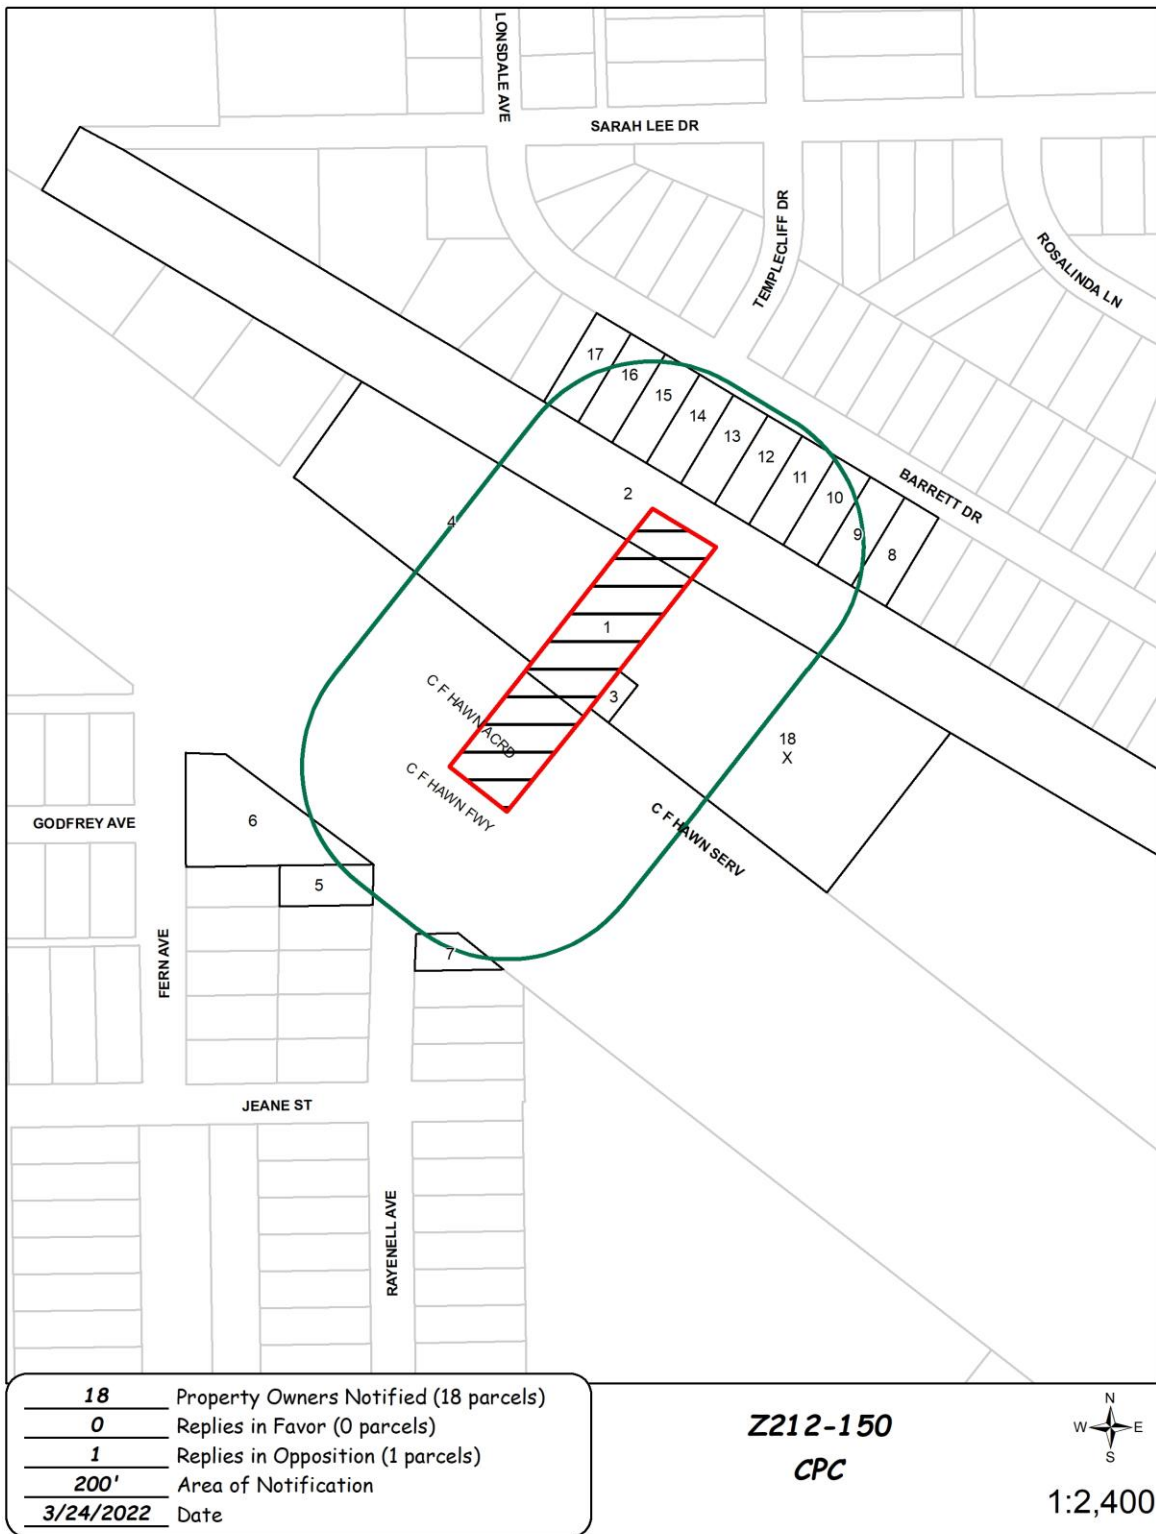 LONSDALE AVE
SARAH LEE DR
TEMPLECLIFF DR
ROSALINDA LN
17
16
15
14
13
12
11
10
9
8
BARRETT DR
2
4
1
3
C F HAWN ACRD
C F HAWN FWY
18
X
C F HAWN SERV
GODFREY AVE
6
5
7
FERN AVE
JEANE ST
RAYENELL AVE
18 Property Owners Notified (18 parcels)
0 Replies in Favor (0 parcels)
1 Replies in Opposition (1 parcels)
200' Area of Notification
3/24/2022 Date
Z212-150
CPC
N
W E
S
1:2,400